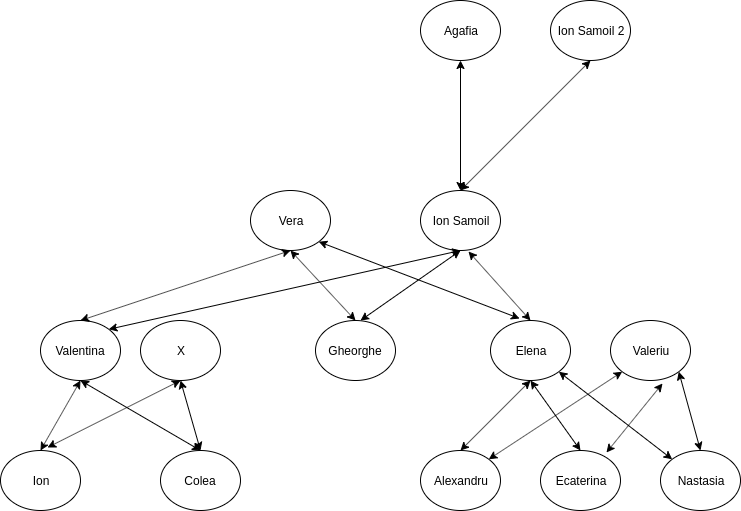 Agafia
Ion Samoil 2
Vera
Ion Samoil
Valentina
X
Gheorghe
Elena
Valeriu
Ion
Colea
Alexandru
Ecaterina
Nastasia